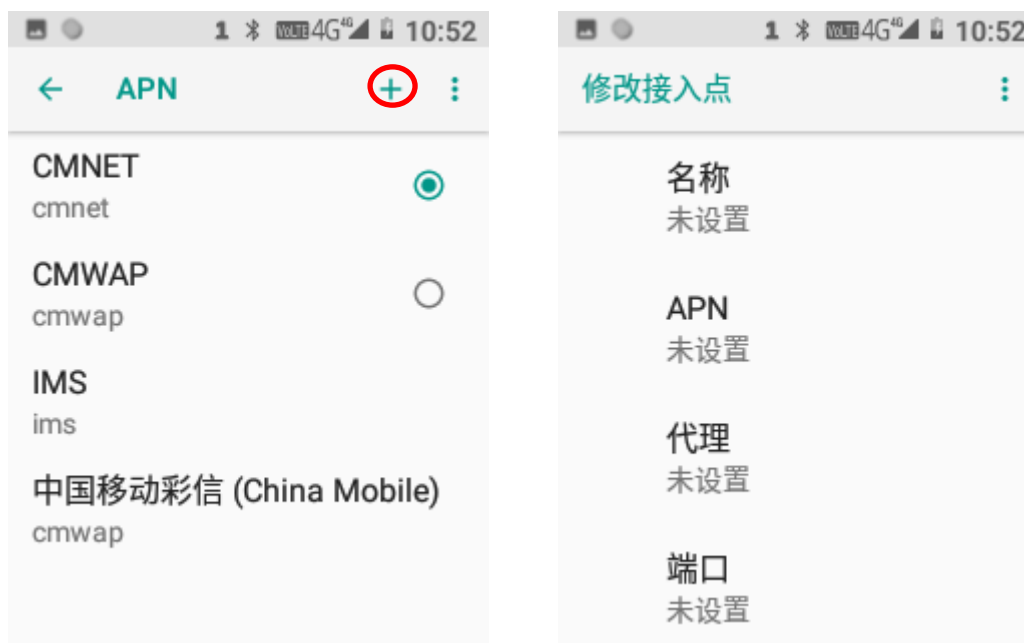 1 VOLTE 4G 4G 10:52
APN
CMNET
cmnet
CMWAP
cmwap
IMS
ims
中国移动彩信 (China Mobile)
cmwap
1 VOLTE 4G 4G 10:52
修改接入点
名称
未设置
APN
未设置
代理
未设置
端口
未设置